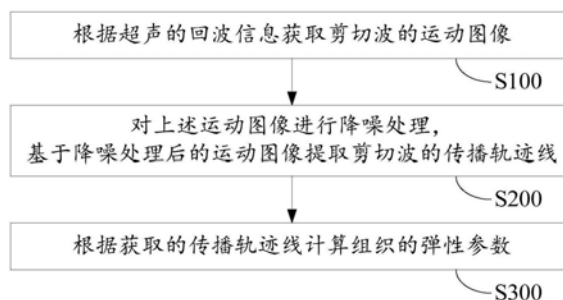 根据超声的回波信息获取剪切波的运动图像
S100
对上述运动图像进行降噪处理，
基于降噪处理后的运动图像提取剪切波的传播轨迹线
S200
根据获取的传播轨迹线计算组织的弹性参数
S300